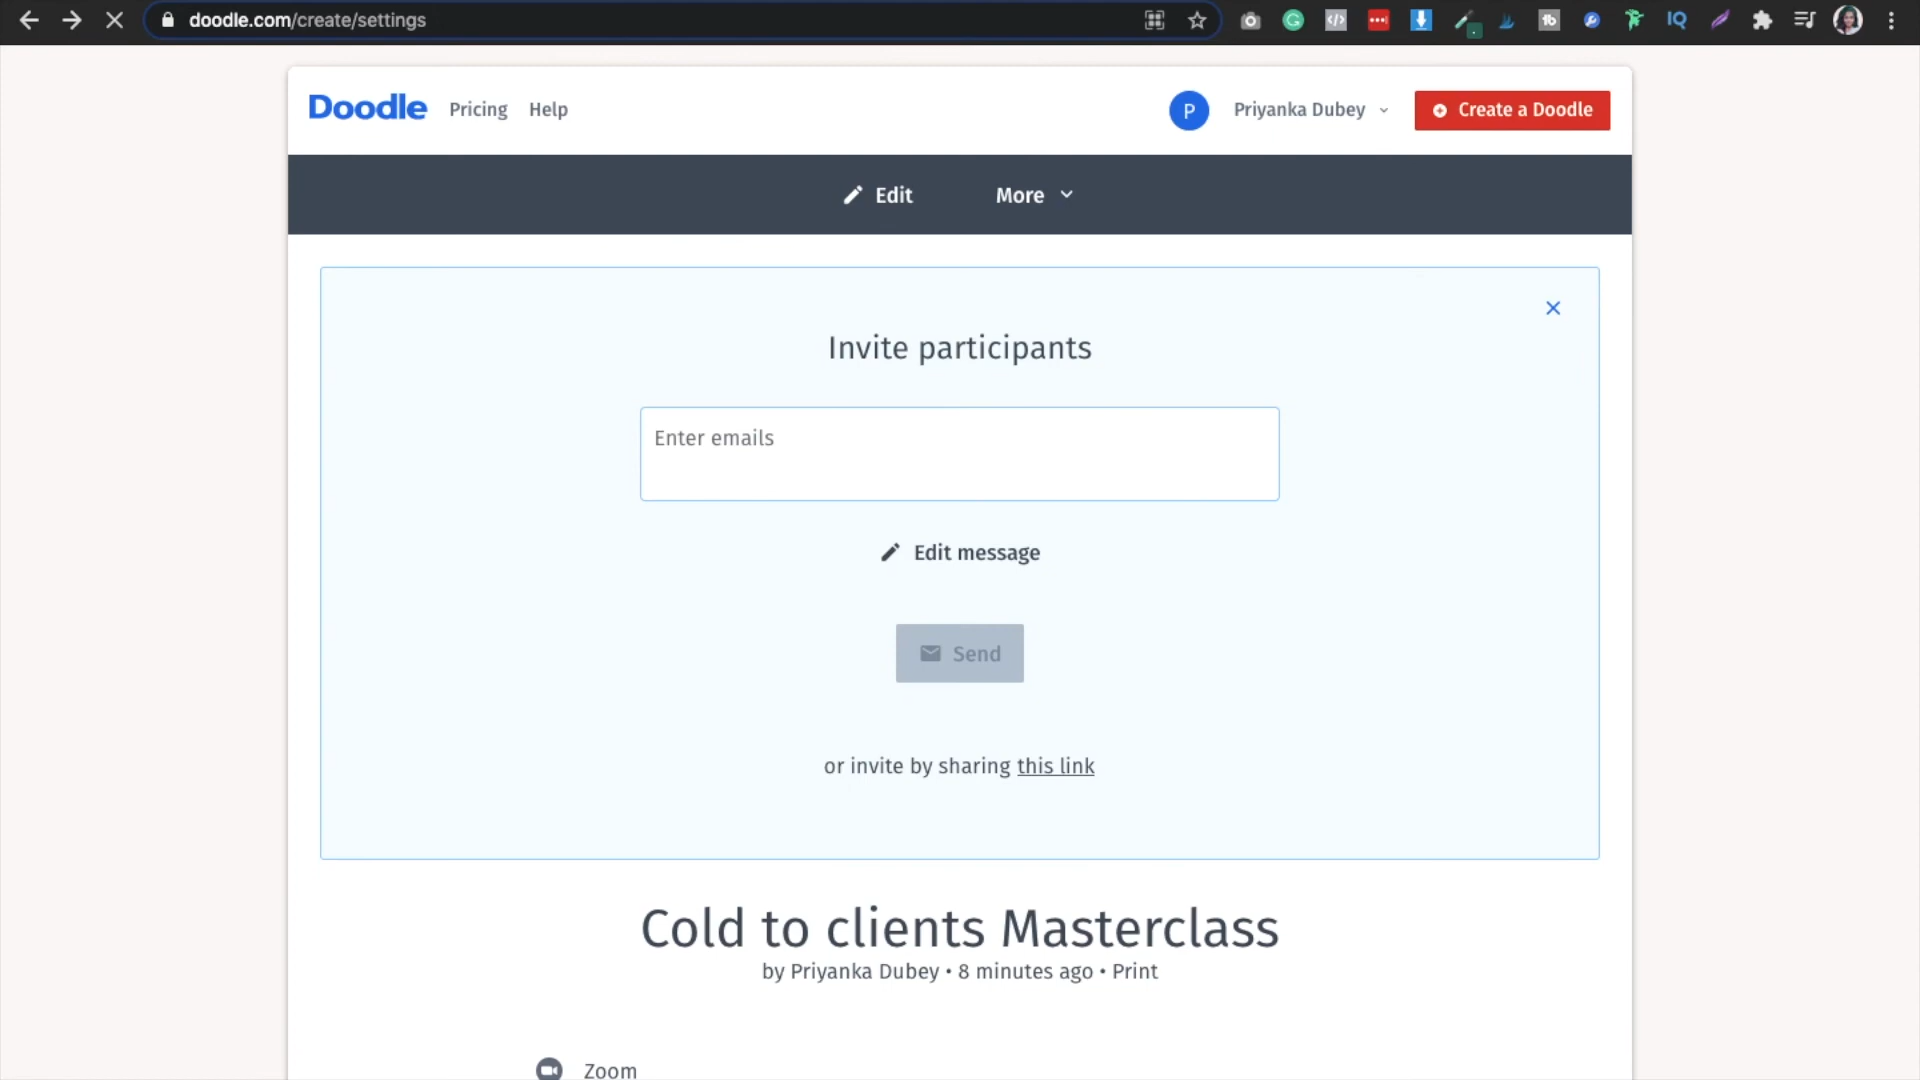 doodle.com/create/settings
Doodle
Pricing
Help
P
Priyanka Dubey
Create a Doodle
Edit
More
Invite participants
Enter emails
Edit message
Send
or invite by sharing this link
Cold to clients Masterclass
by Priyanka Dubey • 8 minutes ago • Print
Zoom